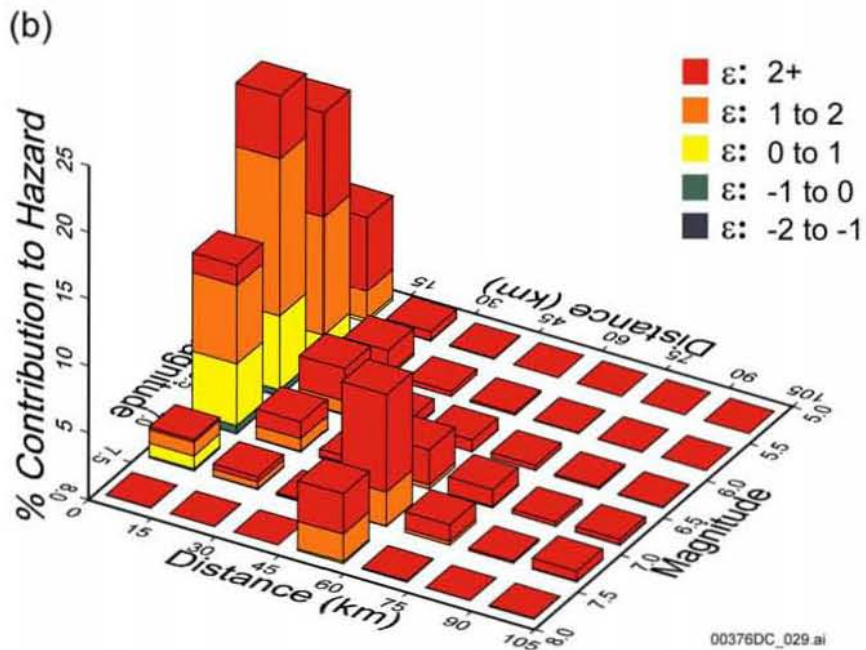 (b)
ε: 2+
ε: 1 to 2
ε: 0 to 1
ε: -1 to 0
ε: -2 to -1
% Contribution to Hazard
25
20
15
10
5
0
15
30
45
60
75
90
105
Distance (km)
5.5
6.0
6.5
7.0
7.5
8.0
Magnitude
7.5
7.0
0
15
30
45
60
75
90
105
Distance (km)
00376DC_029.ai